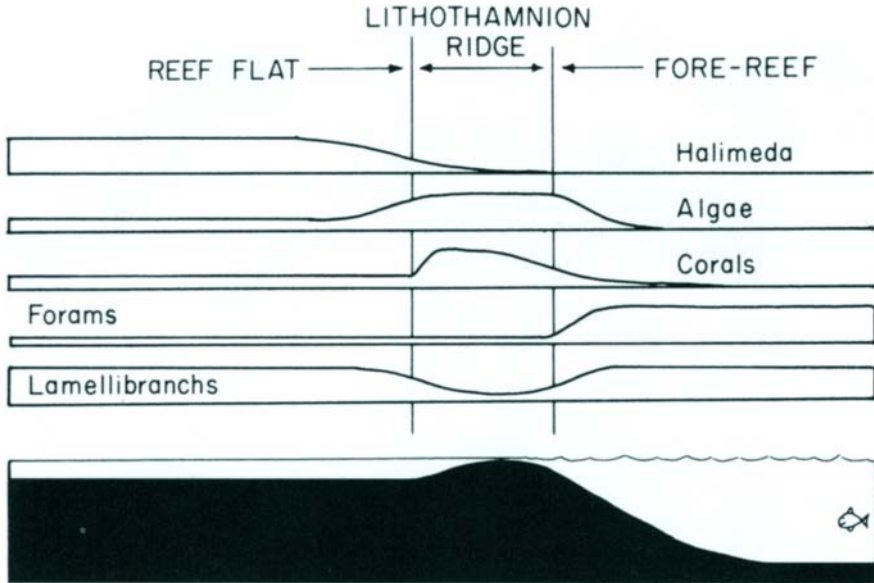 LITHOTHAMNION
RIDGE
REEF FLAT
FORE-REEF
Halimeda
Algae
Corals
Forams
Lamellibranchs